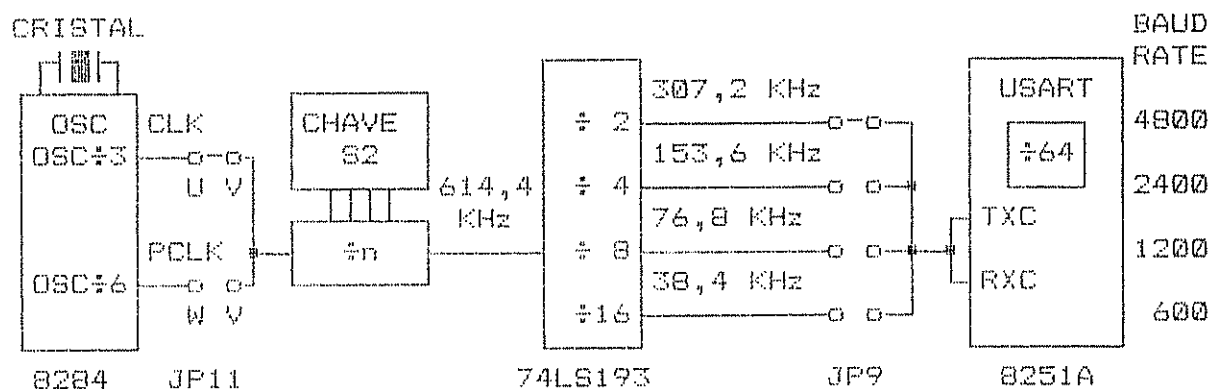 CRISTAL
BAUD
RATE
OSC
OSC÷3
OSC÷6
CLK
U V
PCLK
W V
CHAVE
S2
÷n
614,4
KHz
÷ 2
÷ 4
÷ 8
÷16
307,2 KHz
153,6 KHz
76,8 KHz
38,4 KHz
USART
÷64
TXC
RXC
4800
2400
1200
600
8284
JP11
74LS193
JP9
8251A